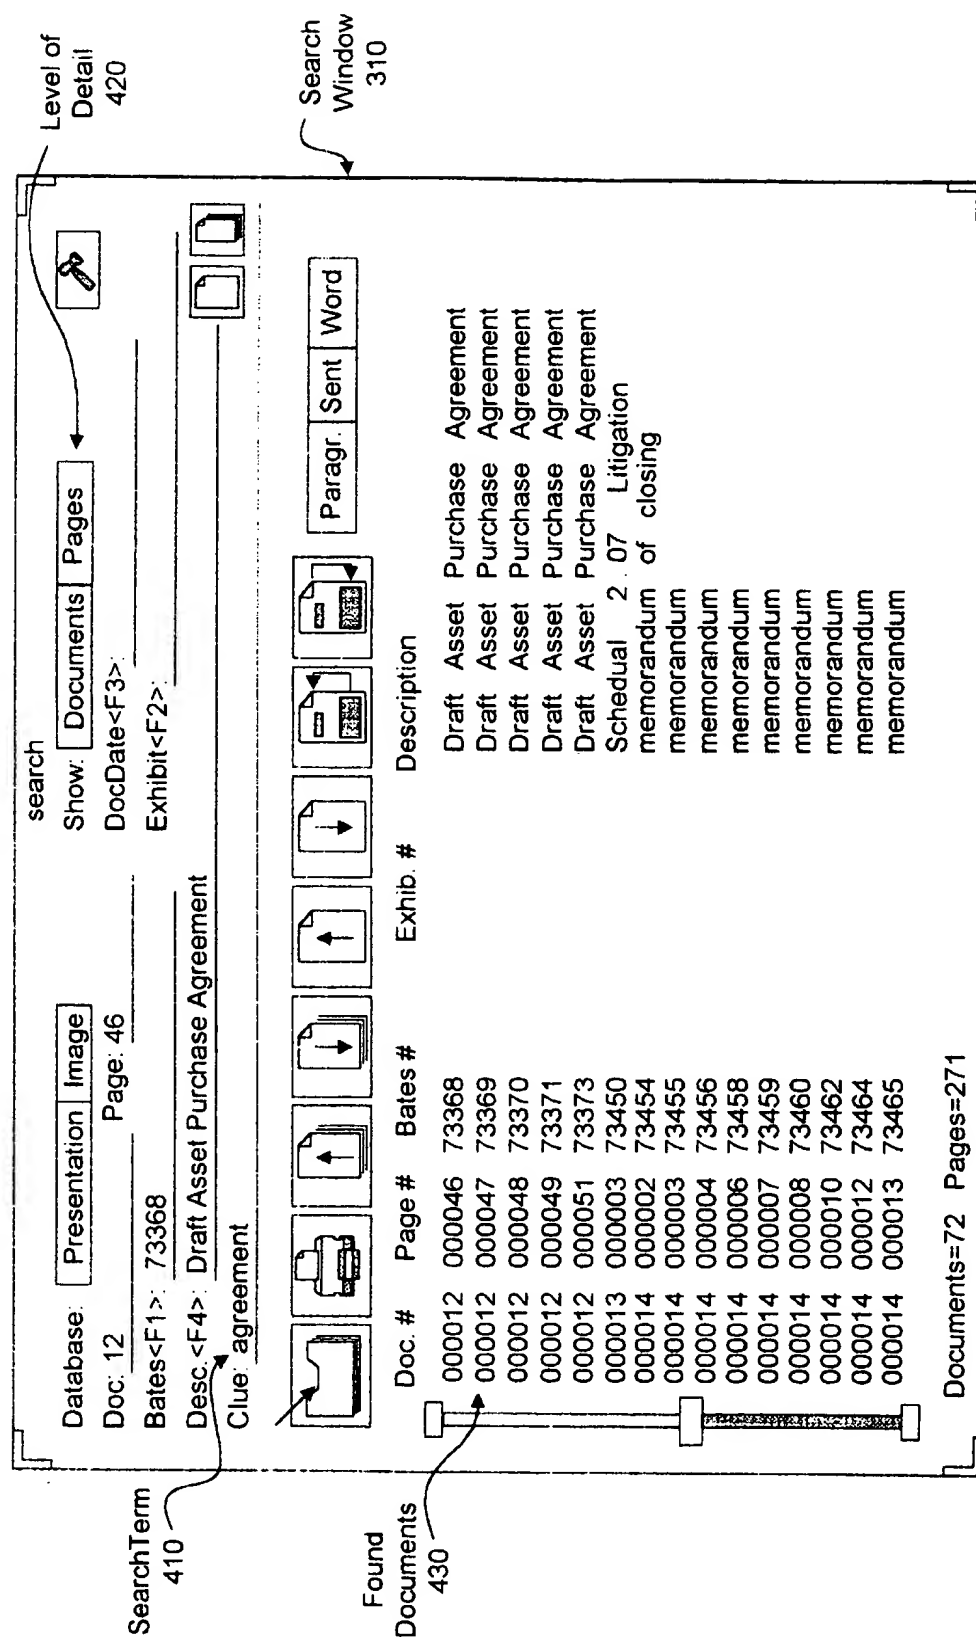 Level of
Detail
420
Search
Window
310
search
Database: Presentation Image Show: Documents Pages
Doc: 12 Page: 46 DocDate<F3>:
Bates<F1>: 73368 Exhibit<F2>:
Desc.<F4>: Draft Asset Purchase Agreement
Clue: agreement
Paragr. Sent Word
Doc. # Page # Bates # Exhib. # Description
000012 000046 73368 Draft Asset Purchase Agreement
000012 000047 73369 Draft Asset Purchase Agreement
000012 000048 73370 Draft Asset Purchase Agreement
000012 000049 73371 Draft Asset Purchase Agreement
000012 000051 73373 Draft Asset Purchase Agreement
000013 000003 73450 Schedual 2.07 Litigation
000014 000002 73454 memorandum of closing
000014 000003 73455 memorandum
000014 000004 73456 memorandum
000014 000006 73458 memorandum
000014 000007 73459 memorandum
000014 000008 73460 memorandum
000014 000010 73462 memorandum
000014 000012 73464 memorandum
000014 000013 73465 memorandum
Documents=72 Pages=271
SearchTerm
410
Found
Documents
430